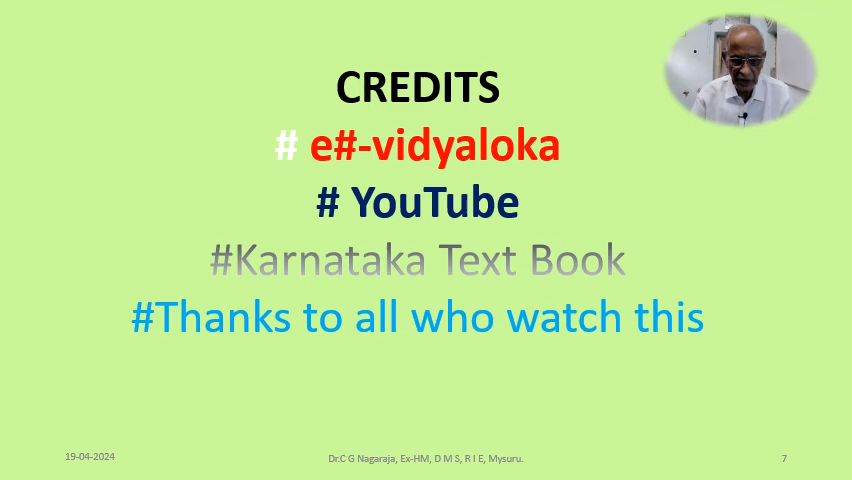 CREDITS
# e#-vidyaloka
# YouTube
#Karnataka Text Book
#Thanks to all who watch this
19-04-2024
Dr.C G Nagaraja, Ex-HM, D M S, R I E, Mysuru.
7